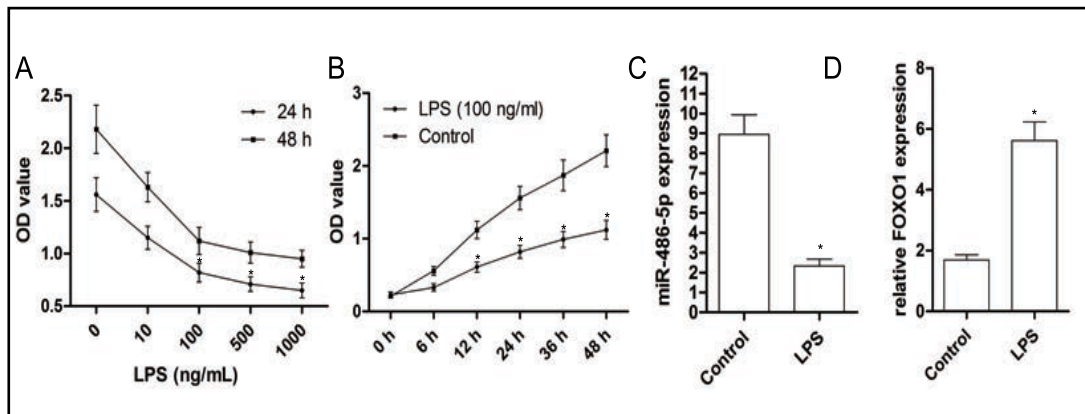 A
2.5
2.0
1.5
1.0
0.5
OD value
24 h
48 h
*
*
*
0
10
100
500
1000
LPS (ng/mL)
B
3
2
1
0
OD value
LPS (100 ng/ml)
Control
*
*
*
*
0 h
6 h
12 h
24 h
36 h
48 h
C
12
11
10
9
8
7
6
5
4
3
2
1
0
miR-486-5p expression
*
Control
LPS
D
8
6
4
2
0
relative FOXO1 expression
*
Control
LPS